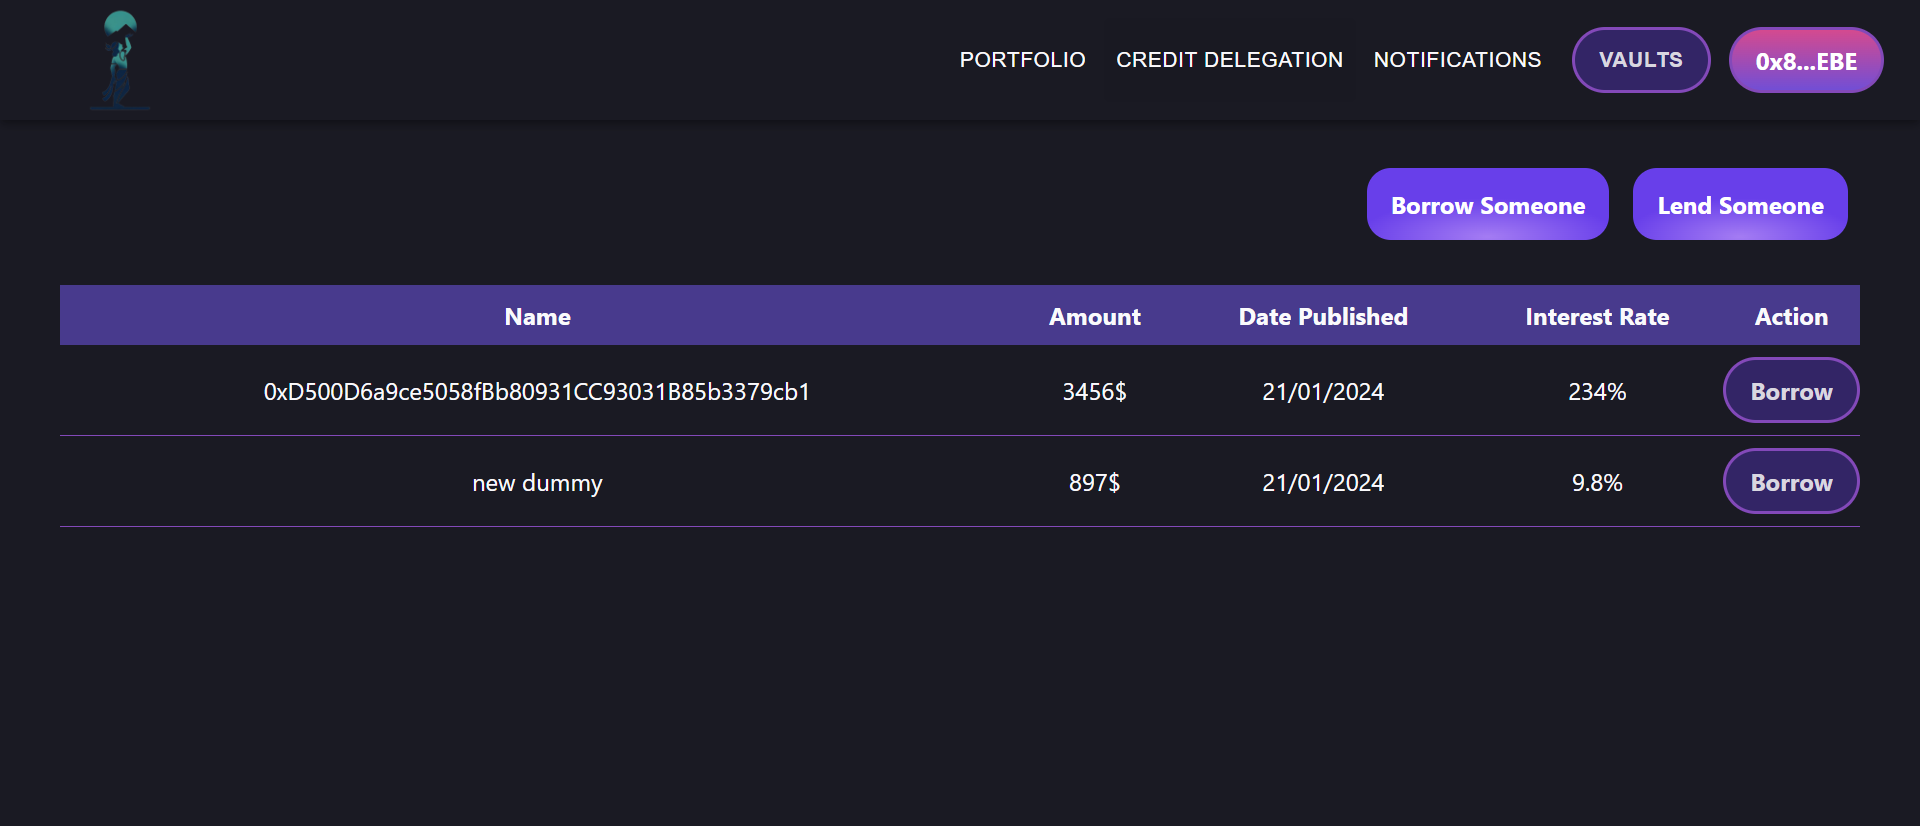 PORTFOLIO CREDIT DELEGATION NOTIFICATIONS VAULTS 0x8...EBE
Borrow Someone Lend Someone
Name Amount Date Published Interest Rate Action
0xD500D6a9ce5058fBb80931CC93031B85b3379cb1 3456$ 21/01/2024 234% Borrow
new dummy 897$ 21/01/2024 9.8% Borrow